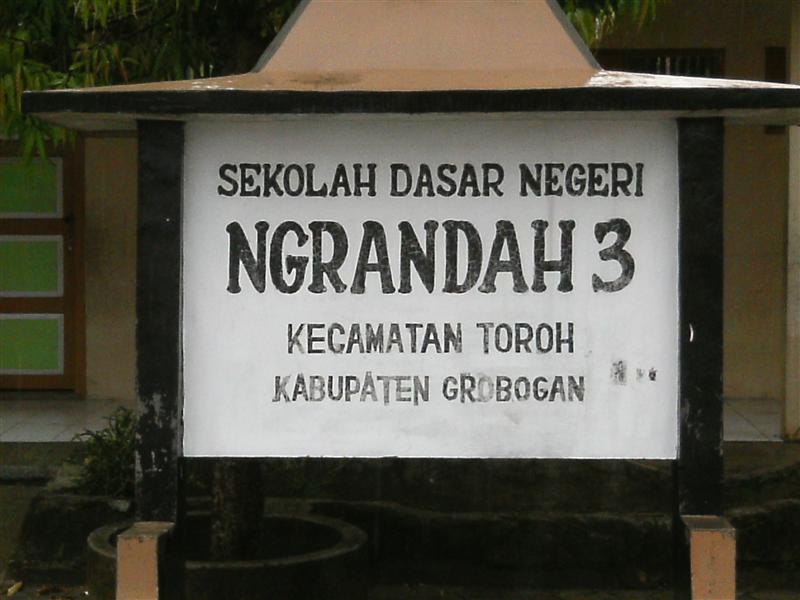 SEKOLAH DASAR NEGERI
NGRANDAH 3
KECAMATAN TOROH
KABUPATEN GROBOGAN